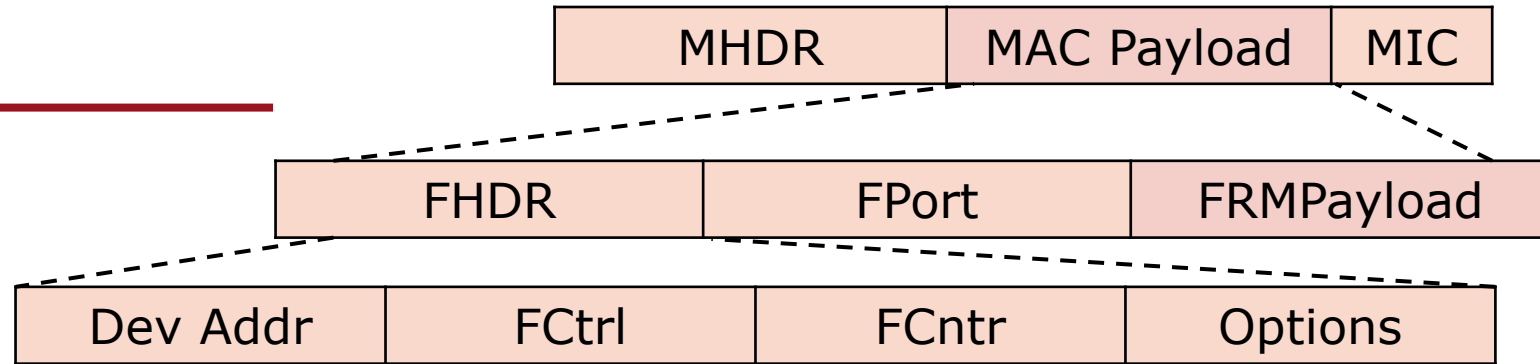 MHDR MAC Payload MIC
FHDR FPort FRMPayload
Dev Addr FCtrl FCntr Options